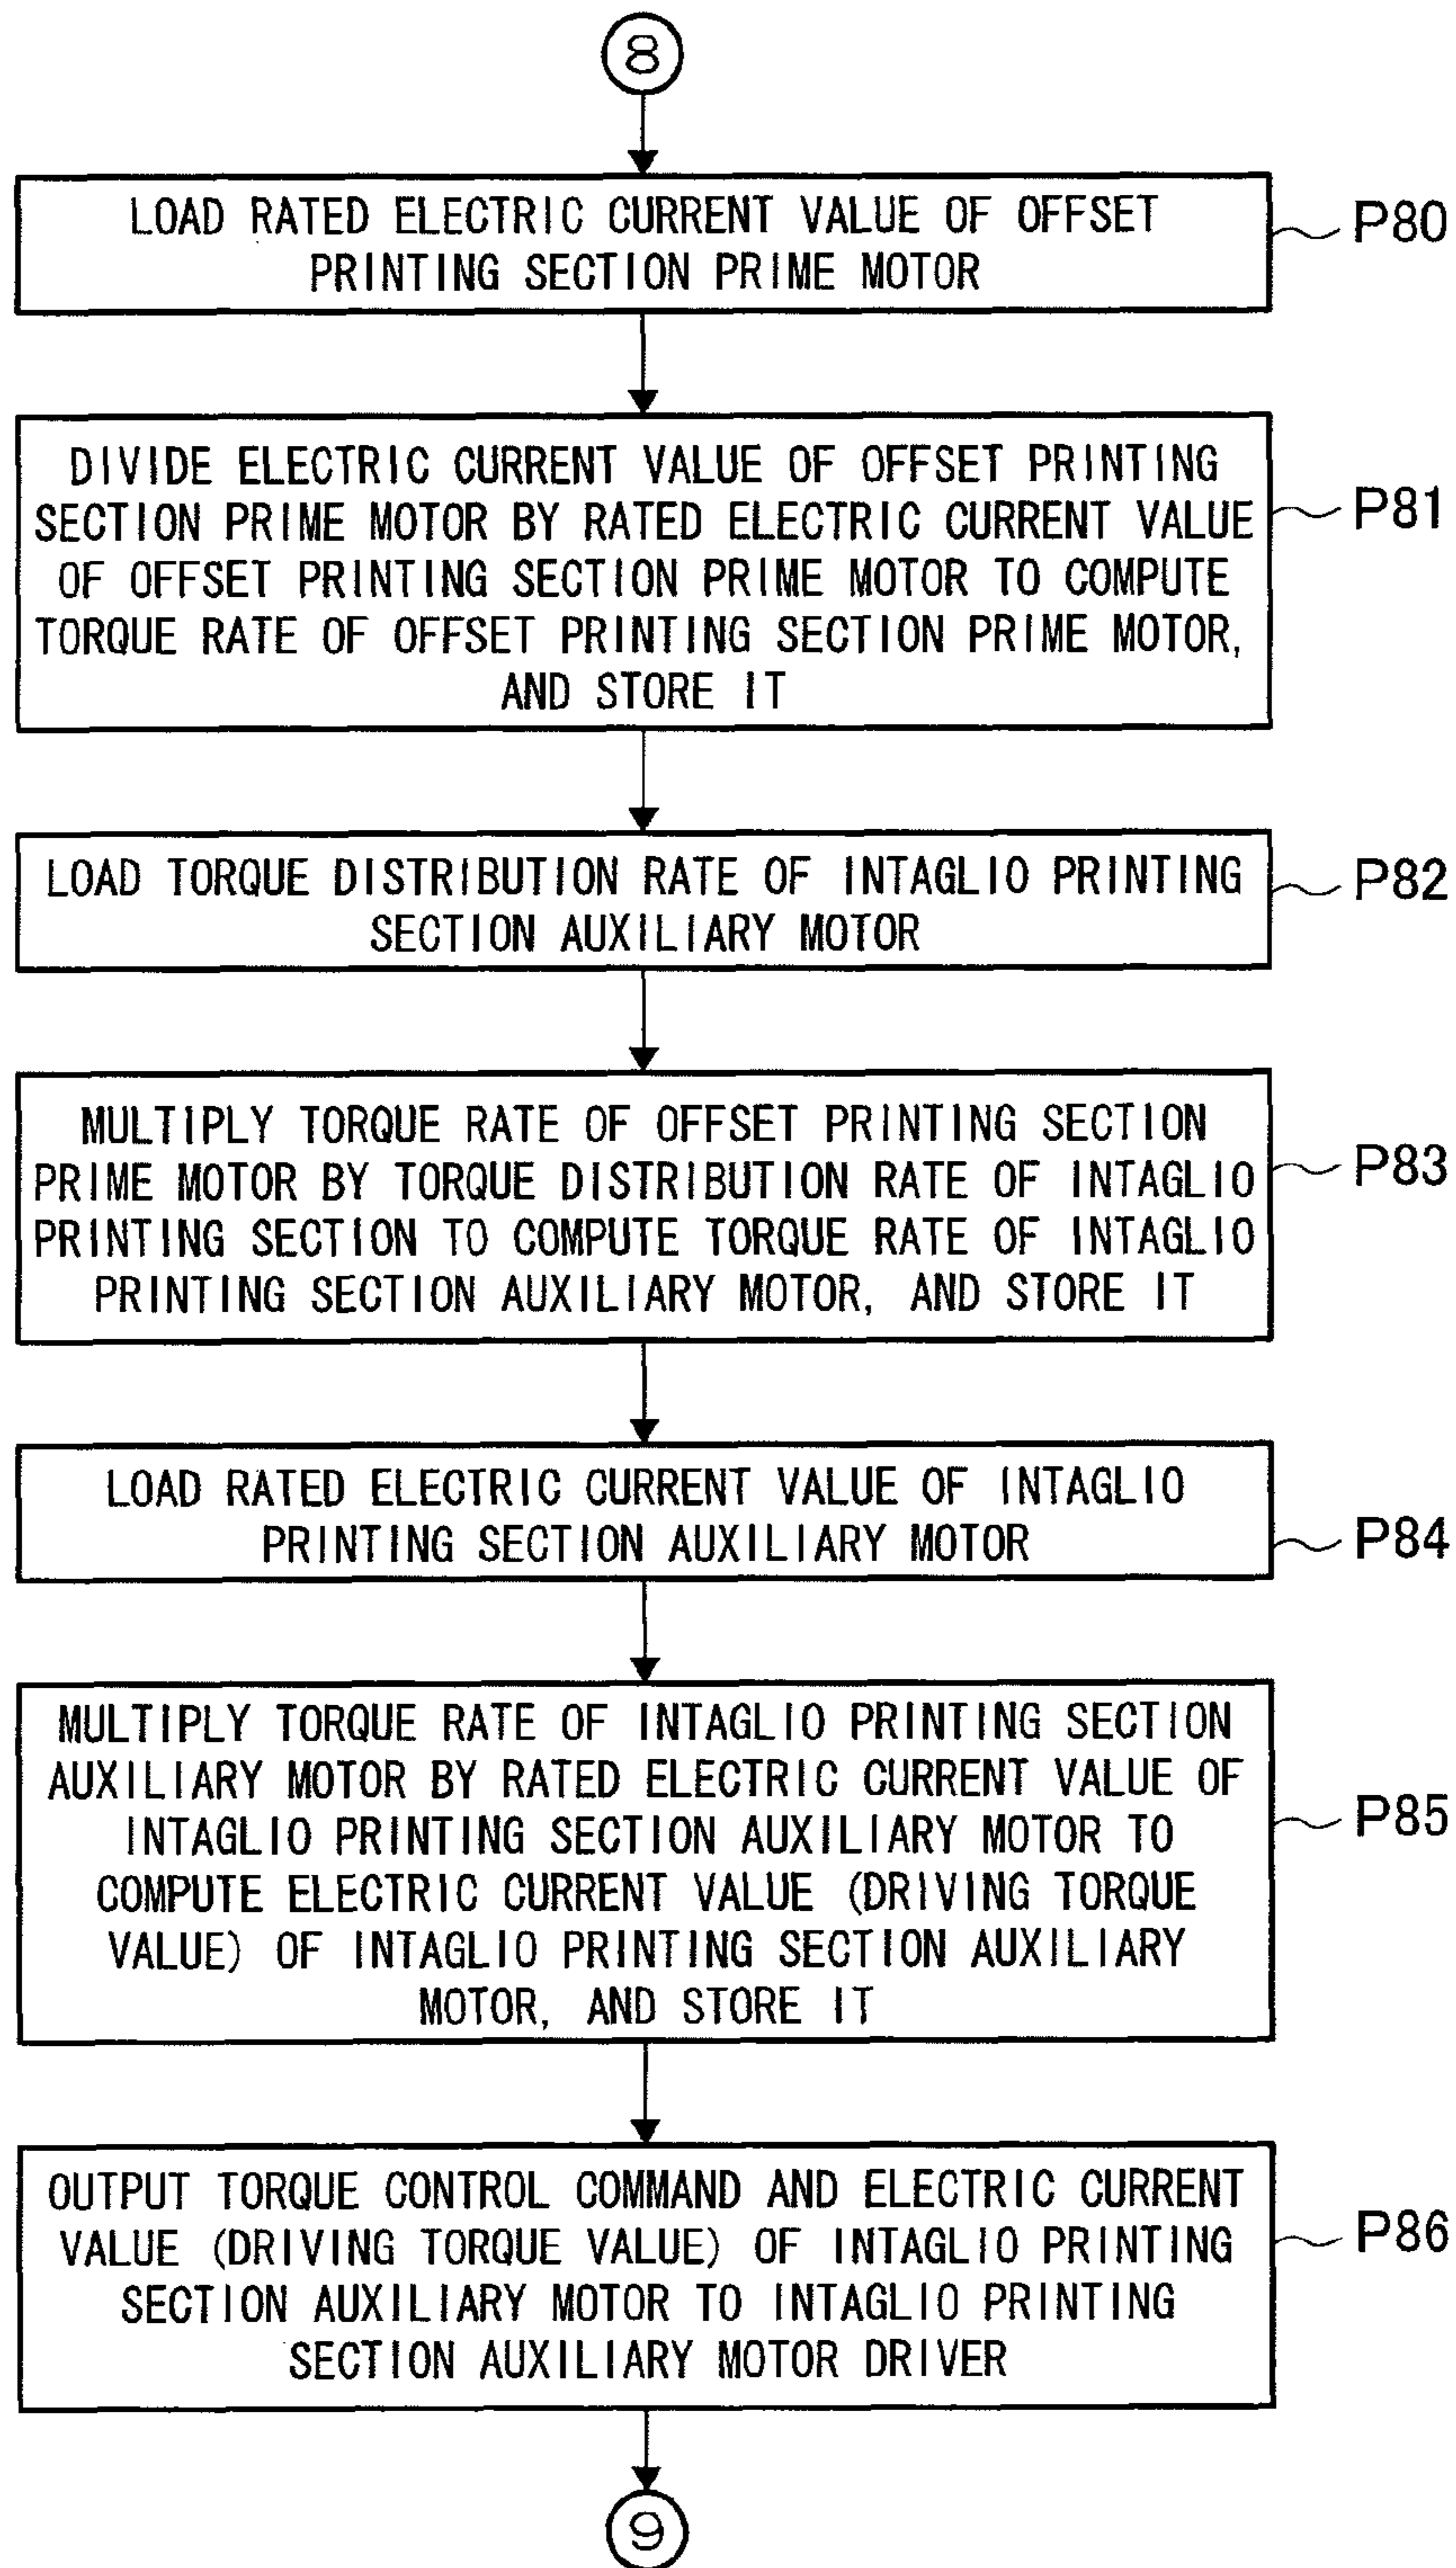 8
LOAD RATED ELECTRIC CURRENT VALUE OF OFFSET
PRINTING SECTION PRIME MOTOR
P80
DIVIDE ELECTRIC CURRENT VALUE OF OFFSET PRINTING
SECTION PRIME MOTOR BY RATED ELECTRIC CURRENT VALUE
OF OFFSET PRINTING SECTION PRIME MOTOR TO COMPUTE
TORQUE RATE OF OFFSET PRINTING SECTION PRIME MOTOR,
AND STORE IT
P81
LOAD TORQUE DISTRIBUTION RATE OF INTAGLIO PRINTING
SECTION AUXILIARY MOTOR
P82
MULTIPLY TORQUE RATE OF OFFSET PRINTING SECTION
PRIME MOTOR BY TORQUE DISTRIBUTION RATE OF INTAGLIO
PRINTING SECTION TO COMPUTE TORQUE RATE OF INTAGLIO
PRINTING SECTION AUXILIARY MOTOR, AND STORE IT
P83
LOAD RATED ELECTRIC CURRENT VALUE OF INTAGLIO
PRINTING SECTION AUXILIARY MOTOR
P84
MULTIPLY TORQUE RATE OF INTAGLIO PRINTING SECTION
AUXILIARY MOTOR BY RATED ELECTRIC CURRENT VALUE OF
INTAGLIO PRINTING SECTION AUXILIARY MOTOR TO
COMPUTE ELECTRIC CURRENT VALUE (DRIVING TORQUE
VALUE) OF INTAGLIO PRINTING SECTION AUXILIARY
MOTOR, AND STORE IT
P85
OUTPUT TORQUE CONTROL COMMAND AND ELECTRIC CURRENT
VALUE (DRIVING TORQUE VALUE) OF INTAGLIO PRINTING
SECTION AUXILIARY MOTOR TO INTAGLIO PRINTING
SECTION AUXILIARY MOTOR DRIVER
P86
9